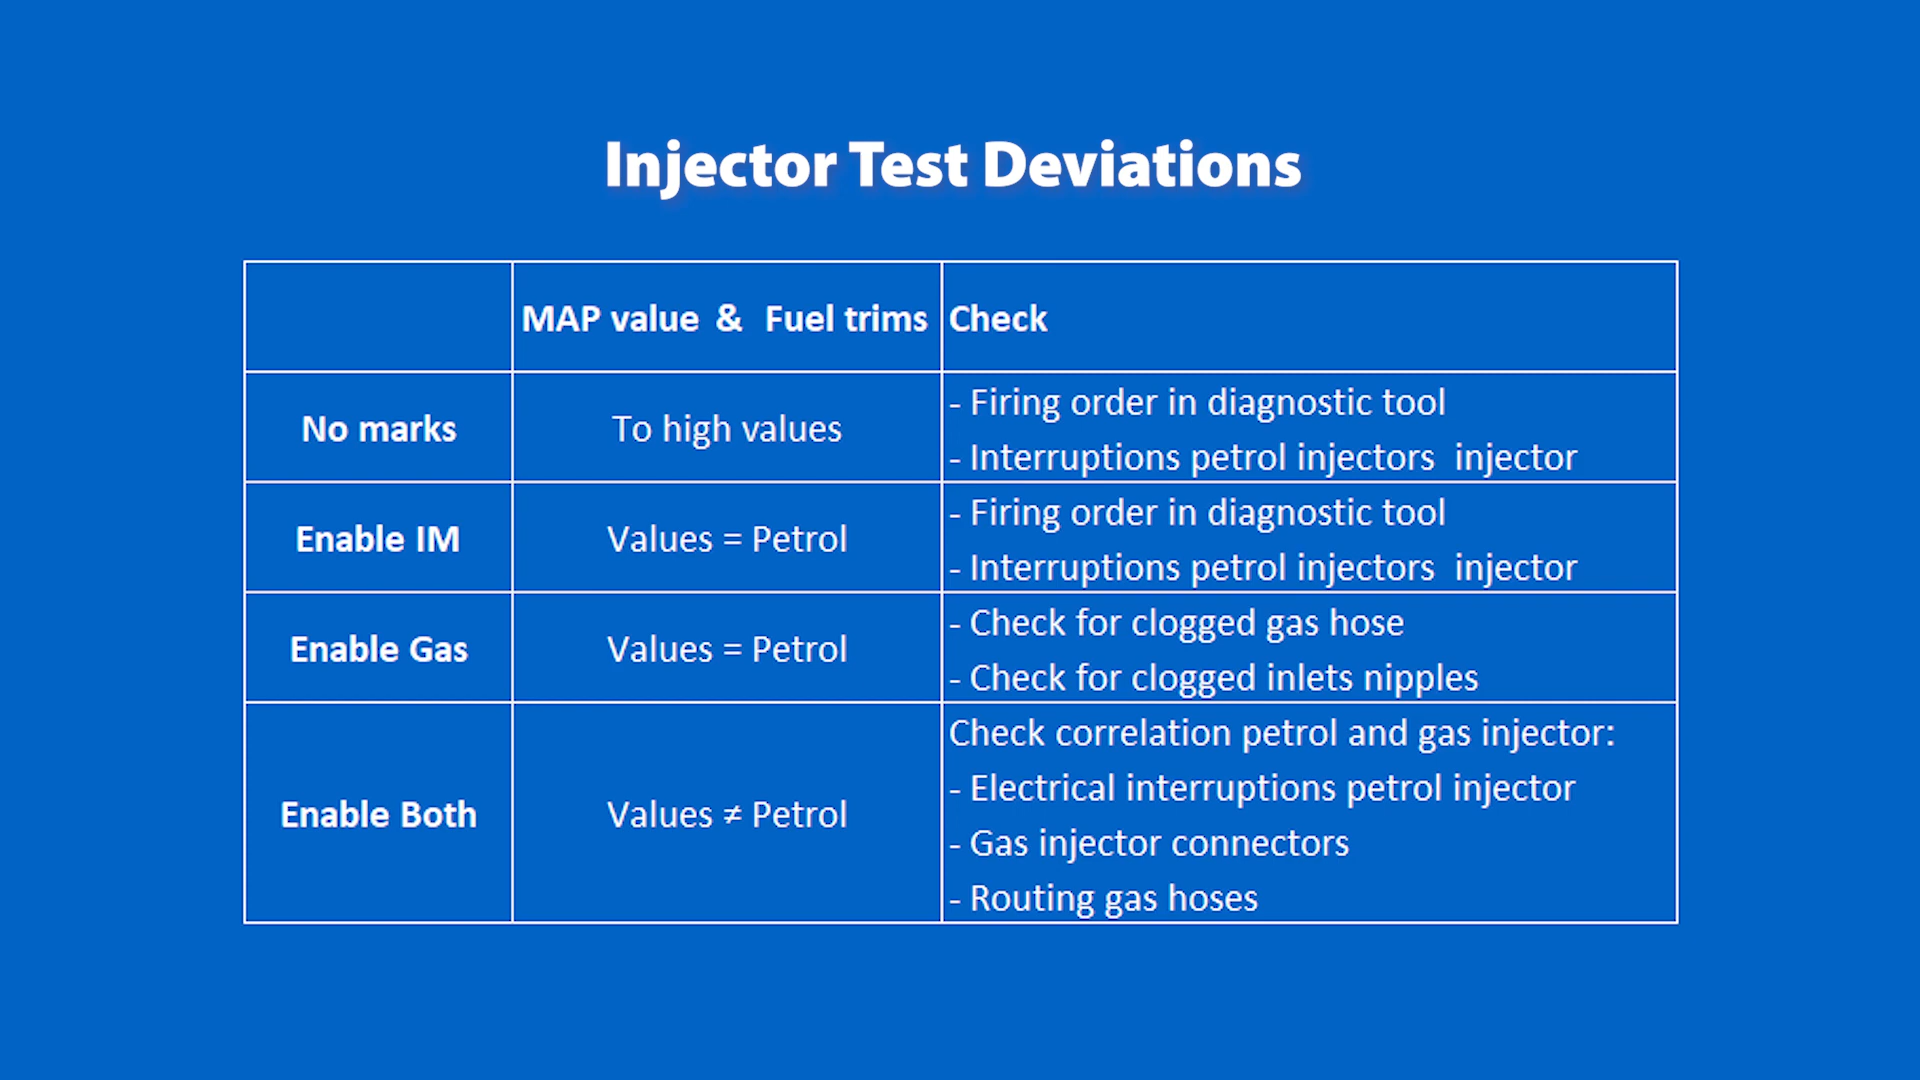 Injector Test Deviations
MAP value & Fuel trims
Check
No marks
To high values
- Firing order in diagnostic tool
- Interruptions petrol injectors injector
Enable IM
Values = Petrol
- Firing order in diagnostic tool
- Interruptions petrol injectors injector
Enable Gas
Values = Petrol
- Check for clogged gas hose
- Check for clogged inlets nipples
Enable Both
Values ≠ Petrol
Check correlation petrol and gas injector:
- Electrical interruptions petrol injector
- Gas injector connectors
- Routing gas hoses